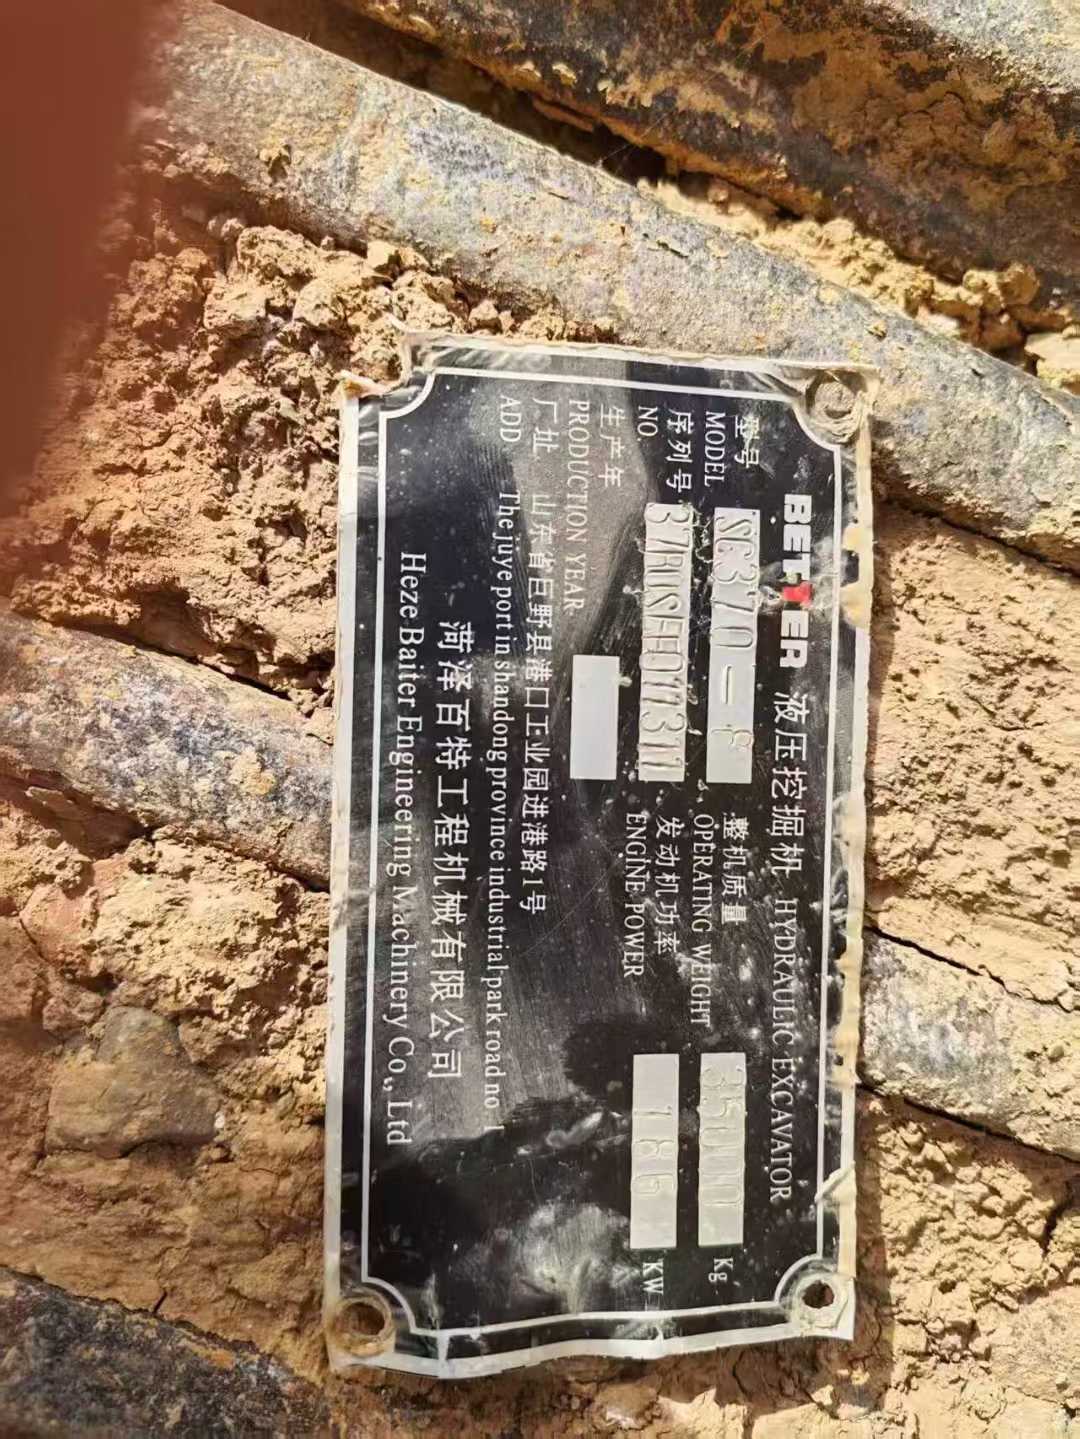 BETTER 液压挖掘机 HYDRAULIC EXCAVATOR
型号
MODEL SC370-8
整机质量
OPERATING WEIGHT 35000 Kg
序列号
NO.
发动机功率
ENGINE POWER 186 KW
生产年
PRODUCTION YEAR
厂址 山东省巨野县港口工业园进港路1号
ADD The juye port in shandong province industrial park road no 1
菏泽百特工程机械有限公司
Heze Baiter Engineering Machinery Co., Ltd